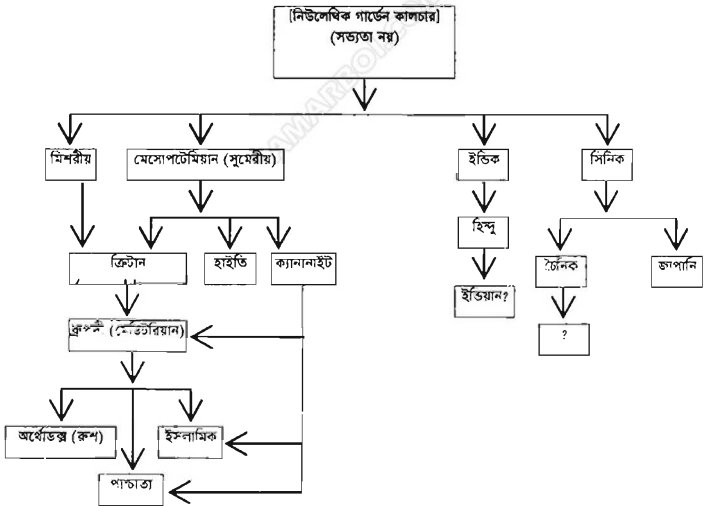 [নিউলেথিক গার্ডেন কালচার]
(সভ্যতা নয়)
মিশরীয়
মেসোপটেমিয়ান (সুমেরীয়)
ইন্ডিক
সিনিক
ক্রিটান
হাইতি
ক্যানানাইট
হিন্দু
চৈনিক
জাপানি
ইন্ডিয়ান?
?
অর্থোডক্স (রুশ)
ইসলামিক
পাশ্চাত্য